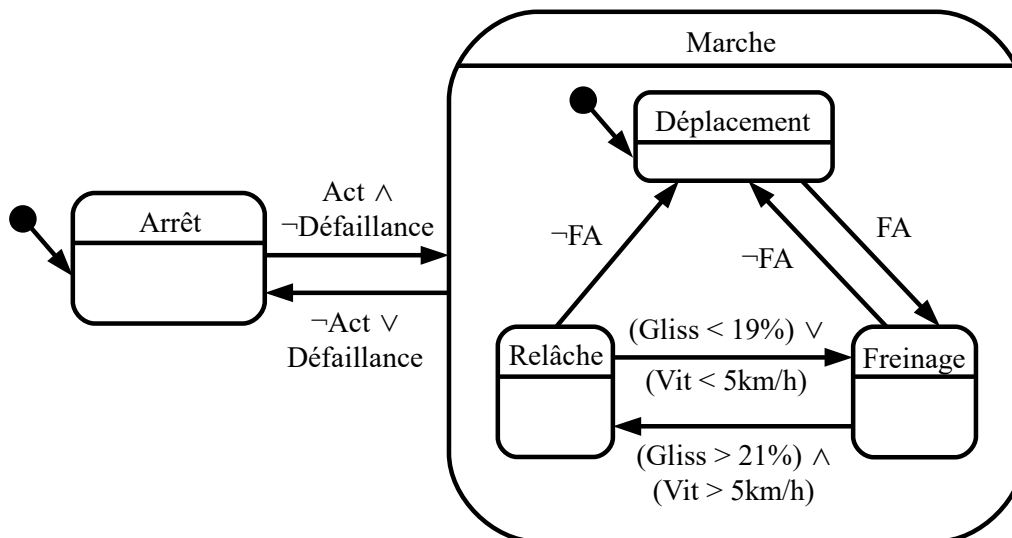 Marche
Déplacement
Arrêt
Act ∧
¬Défaillance
¬Act ∨
Défaillance
¬FA
¬FA
FA
Relâche
(Gliss < 19%) ∨
(Vit < 5km/h)
Freinage
(Gliss > 21%) ∧
(Vit > 5km/h)